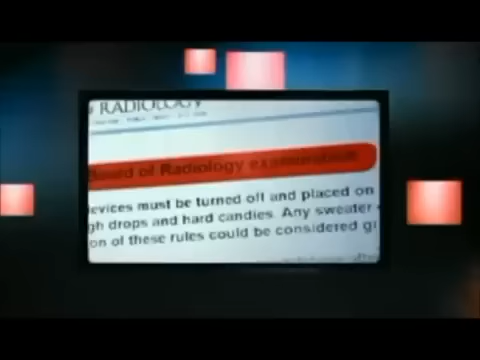 RADIOLOGY
Board of Radiology examination
devices must be turned off and placed on
gh drops and hard candies. Any sweater
on of these rules could be considered gr